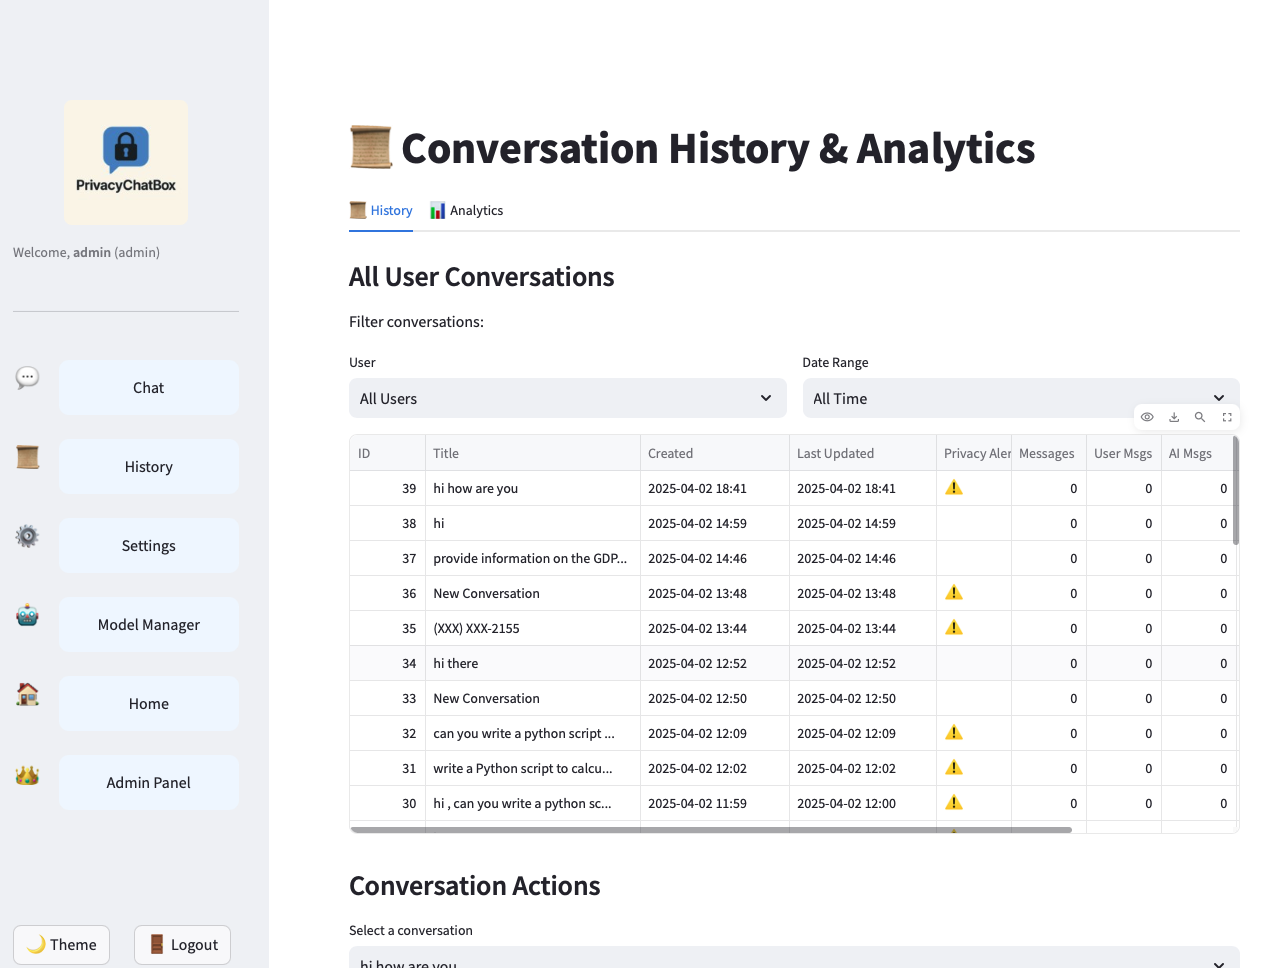 PrivacyChatBox
Welcome, admin (admin)
Chat
History
Settings
Model Manager
Home
Admin Panel
Theme
Logout
Conversation History & Analytics
History Analytics
All User Conversations
Filter conversations:
User Date Range
All Users All Time
ID Title Created Last Updated Privacy Aler Messages User Msgs AI Msgs
39 hi how are you 2025-04-02 18:41 2025-04-02 18:41 0 0 0
38 hi 2025-04-02 14:59 2025-04-02 14:59 0 0 0
37 provide information on the GDP... 2025-04-02 14:46 2025-04-02 14:46 0 0 0
36 New Conversation 2025-04-02 13:48 2025-04-02 13:48 0 0 0
35 (XXX) XXX-2155 2025-04-02 13:44 2025-04-02 13:44 0 0 0
34 hi there 2025-04-02 12:52 2025-04-02 12:52 0 0 0
33 New Conversation 2025-04-02 12:50 2025-04-02 12:50 0 0 0
32 can you write a python script ... 2025-04-02 12:09 2025-04-02 12:09 0 0 0
31 write a Python script to calcu... 2025-04-02 12:02 2025-04-02 12:02 0 0 0
30 hi , can you write a python sc... 2025-04-02 11:59 2025-04-02 12:00 0 0 0
Conversation Actions
Select a conversation
hi how are you